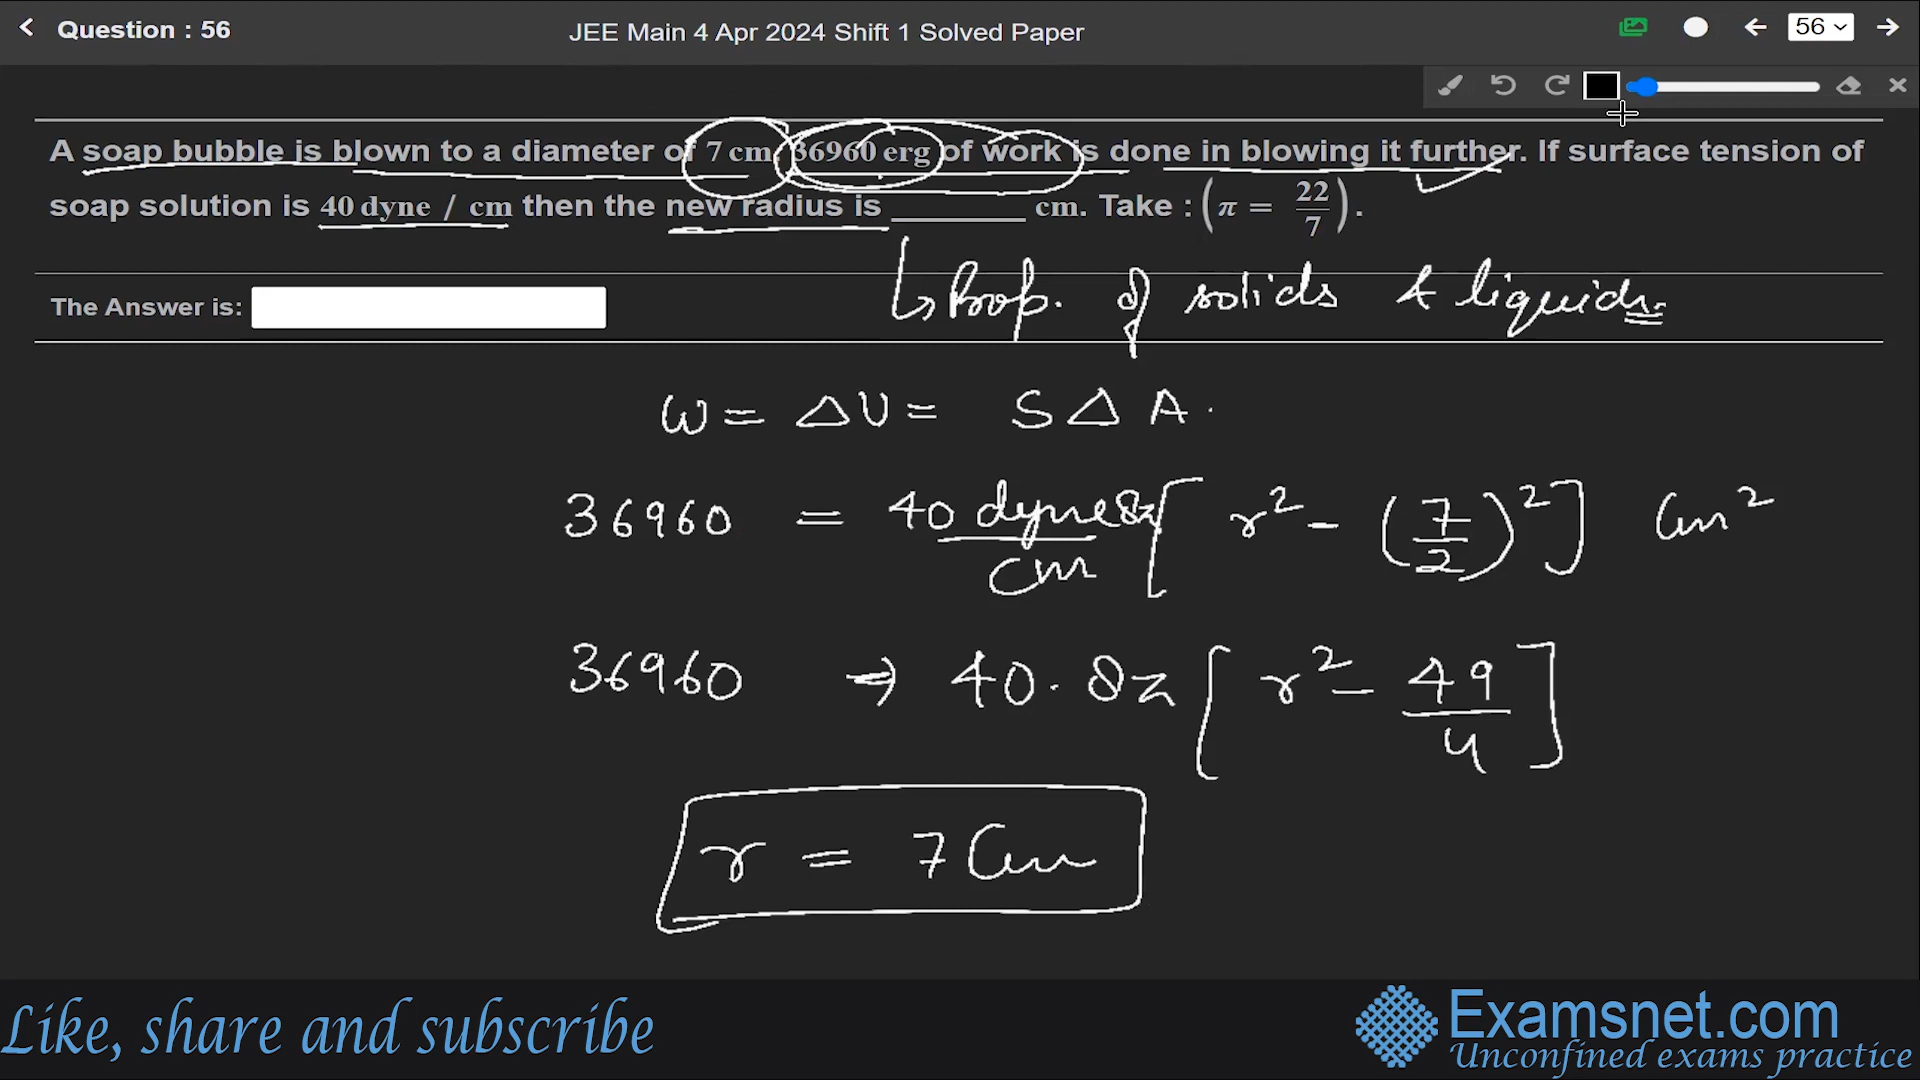 Question : 56
JEE Main 4 Apr 2024 Shift 1 Solved Paper
56
A soap bubble is blown to a diameter of 7 cm. 36960 erg of work is done in blowing it further. If surface tension of
soap solution is 40 dyne / cm then the new radius is ________ cm. Take : (π = 22/7).
↳ Prop. of solids & liquids.
The Answer is:
W = ΔU = S Δ A.
36960 = 40 dyne/cm 8π [r² - (7/2)²] cm²
36960 ⇒ 40. 8π [r² - 49/4]
r = 7 cm
Like, share and subscribe
Examsnet.com
Unconfined exams practice